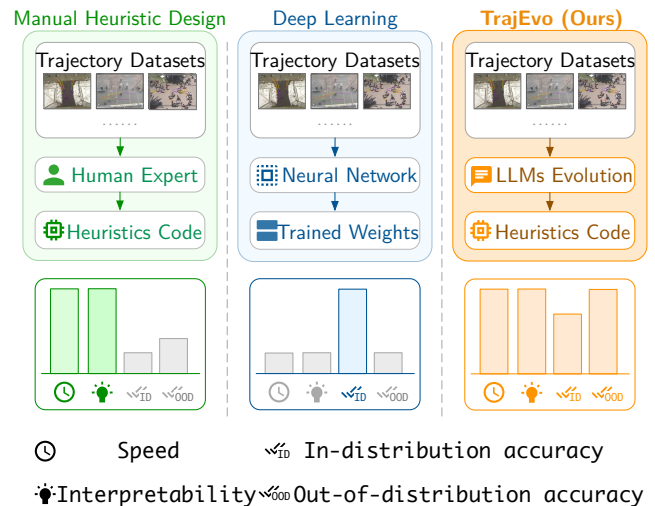 Manual Heuristic Design
Deep Learning
TrajEvo (Ours)
Trajectory Datasets
......
Trajectory Datasets
......
Trajectory Datasets
......
Human Expert
Neural Network
LLMs Evolution
Heuristics Code
Trained Weights
Heuristics Code
ID
OOD
ID
OOD
ID
OOD
Speed
ID In-distribution accuracy
Interpretability
OOD Out-of-distribution accuracy